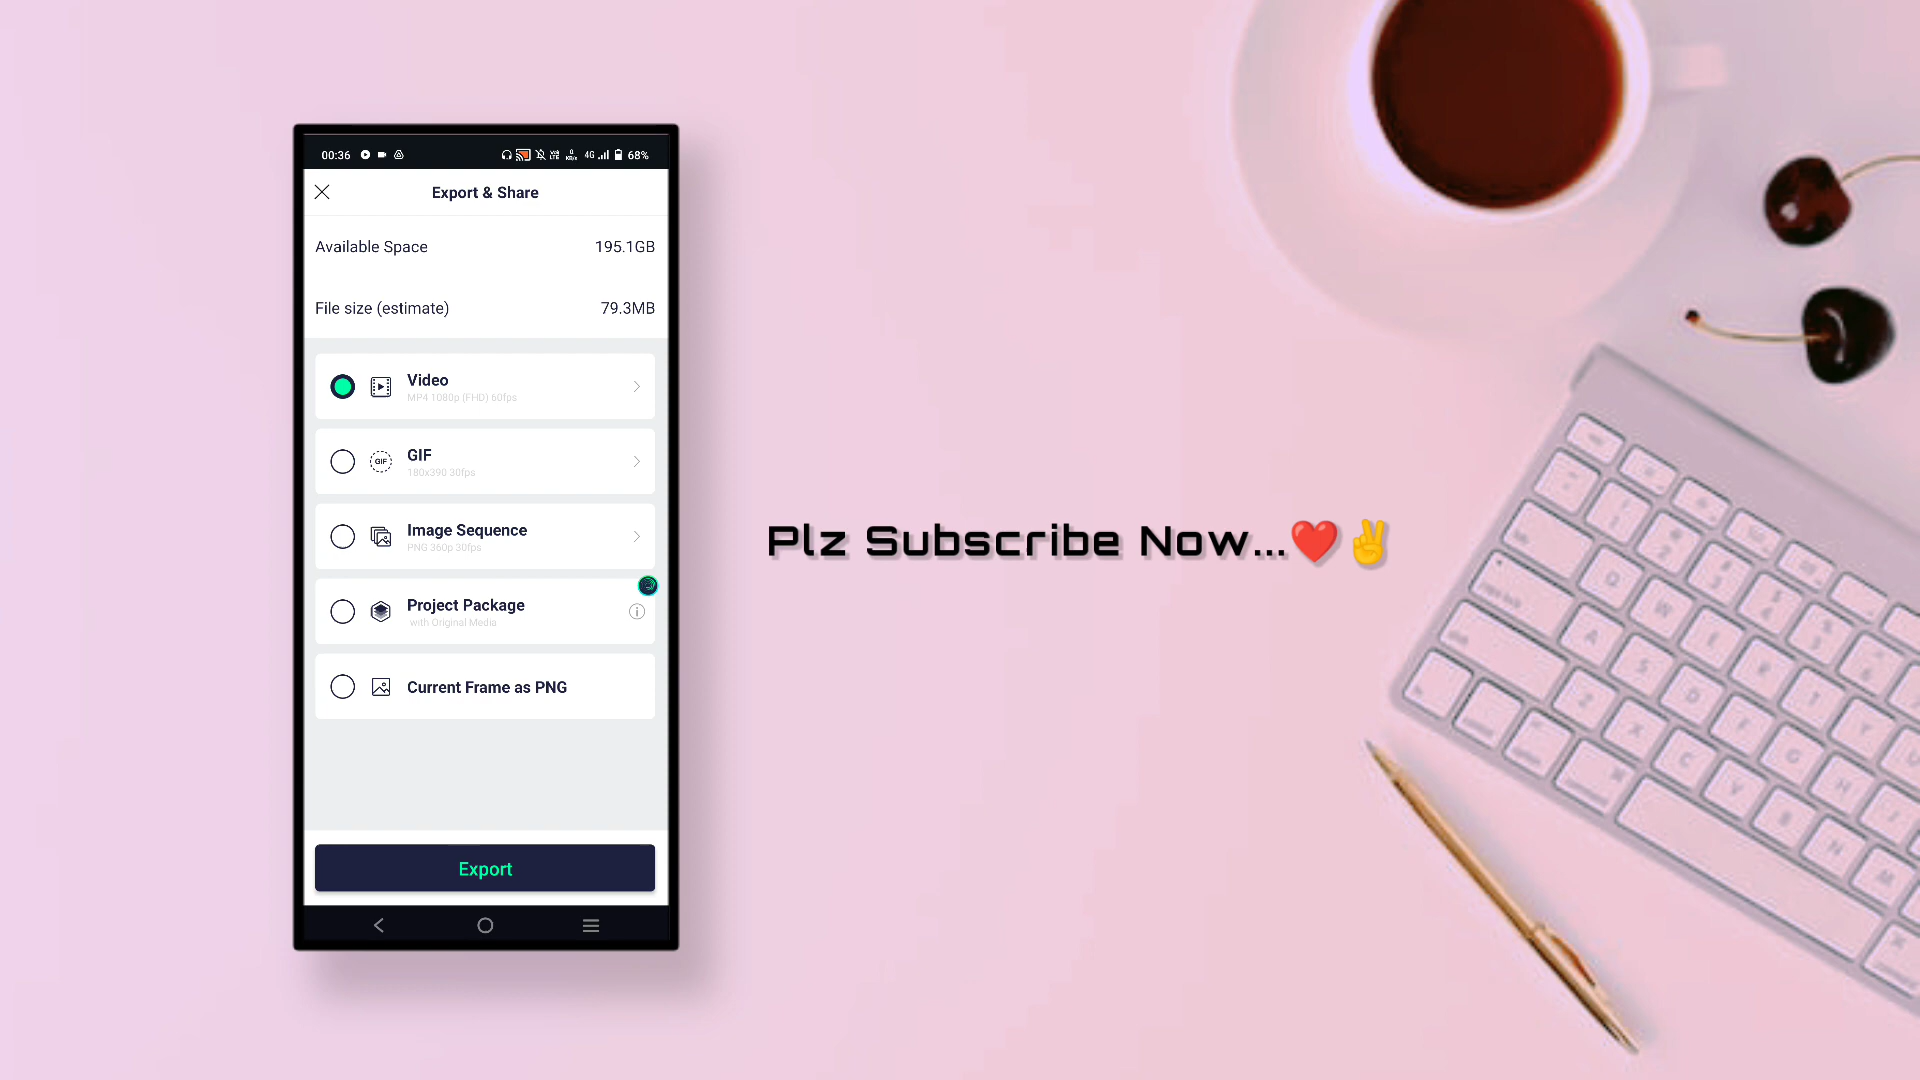 00:36
4G 68%
Export & Share
Available Space 195.1GB
File size (estimate) 79.3MB
Video
MP4 1080p (FHD) 60fps
GIF
GIF
180x390 30fps
Image Sequence
PNG 360p 30fps
Project Package
with Original Media
Current Frame as PNG
Export
Plz Subscribe Now...❤️✌️